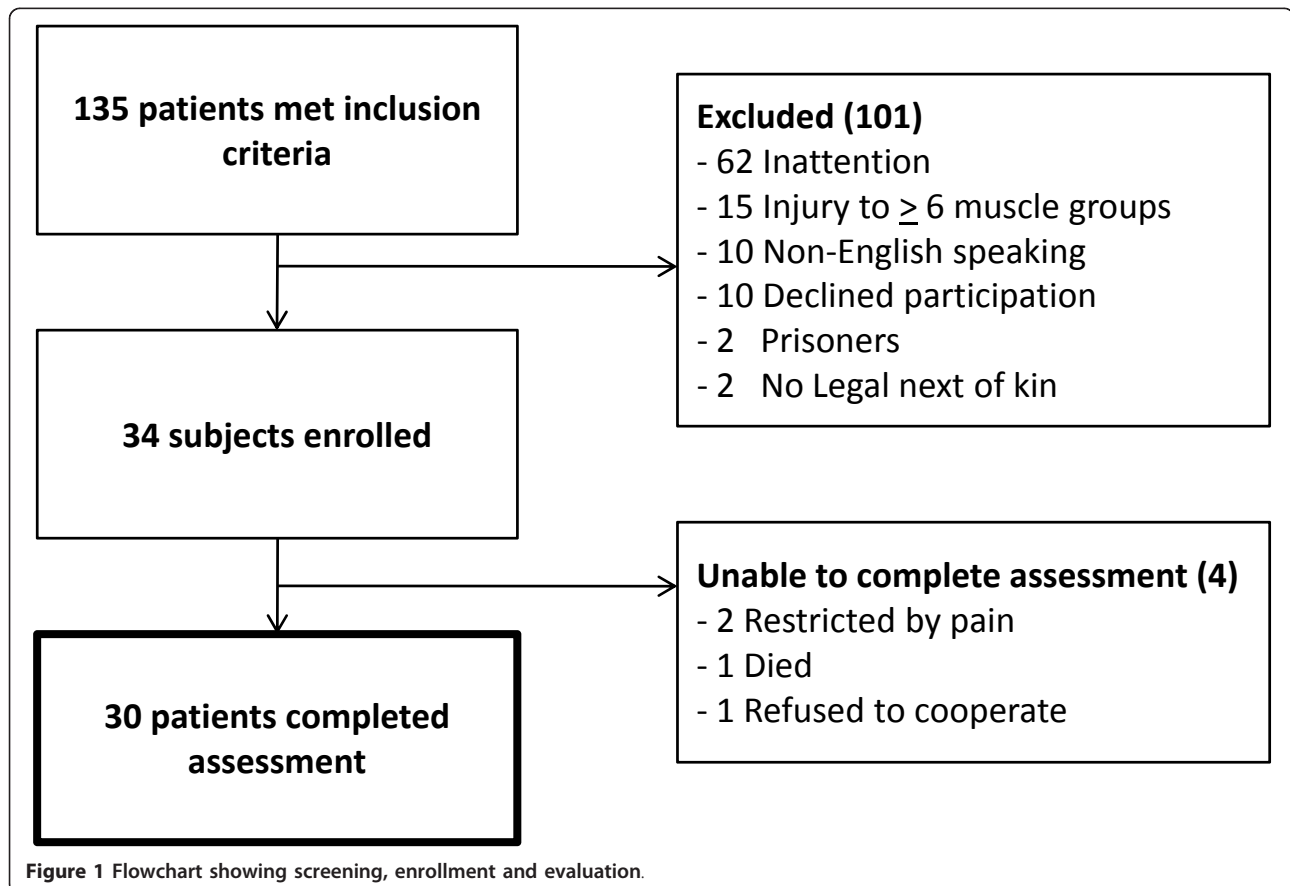 135 patients met inclusion
criteria
Excluded (101)
- 62 Inattention
- 15 Injury to ≥ 6 muscle groups
- 10 Non-English speaking
- 10 Declined participation
- 2 Prisoners
- 2 No Legal next of kin
34 subjects enrolled
Unable to complete assessment (4)
- 2 Restricted by pain
- 1 Died
- 1 Refused to cooperate
30 patients completed
assessment
Figure 1 Flowchart showing screening, enrollment and evaluation.